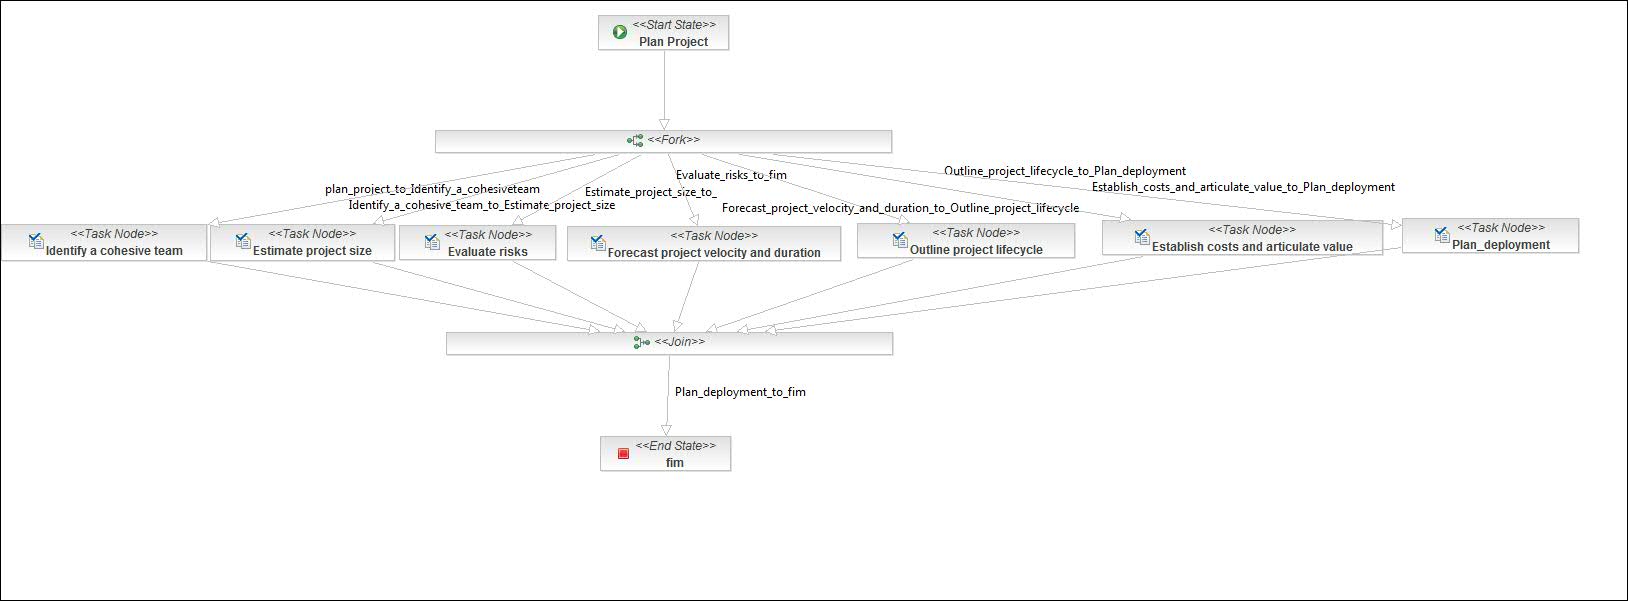 <<Start State>>
Plan Project
<<Fork>>
Outline_project_lifecycle_to_Plan_deployment
Evaluate_risks_to_fim
Establish_costs_and_articulate_value_to_Plan_deployment
plan_project_to_Identify_a_cohesiveteam
Estimate_project_size_to_
Identify_a_cohesive_team_to_Estimate_project_size
Forecast_project_velocity_and_duration_to_Outline_project_lifecycle
<<Task Node>>
Identify a cohesive team
<<Task Node>>
Estimate project size
<<Task Node>>
Evaluate risks
<<Task Node>>
Forecast project velocity and duration
<<Task Node>>
Outline project lifecycle
<<Task Node>>
Establish costs and articulate value
<<Task Node>>
Plan_deployment
<<Join>>
Plan_deployment_to_fim
<<End State>>
fim